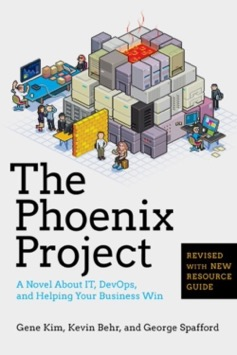 The
Phoenix
Project
A Novel About IT, DevOps,
and Helping Your Business Win
REVISED
WITH NEW
RESOURCE
GUIDE
Gene Kim, Kevin Behr, and George Spafford